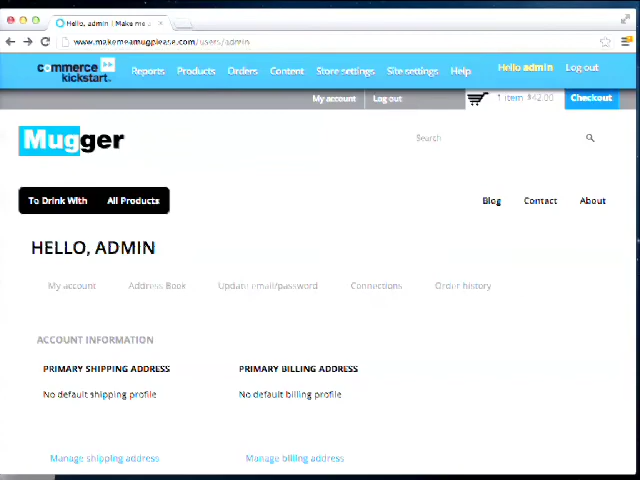 Hello, admin | Make me a
www.makemeamugplease.com/users/admin
commerce kickstart.
Reports Products Orders Content Store settings Site settings Help Hello admin Log out
My account Log out 1 item $42.00 Checkout
Mugger
Search
To Drink With All Products Blog Contact About
HELLO, ADMIN
My account Address Book Update email/password Connections Order history
ACCOUNT INFORMATION
PRIMARY SHIPPING ADDRESS PRIMARY BILLING ADDRESS
No default shipping profile No default billing profile
Manage shipping address Manage billing address